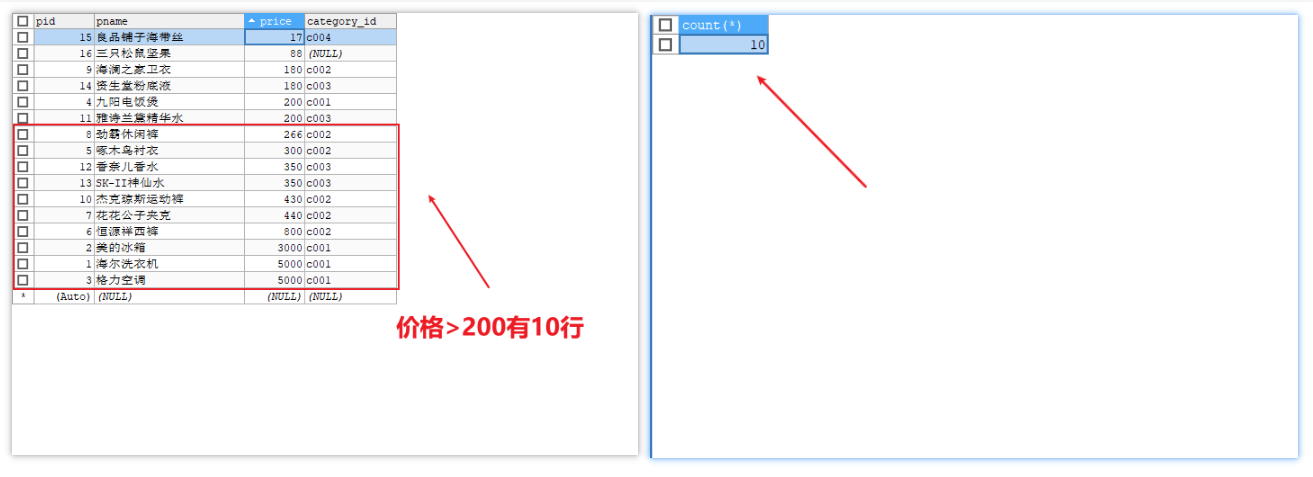 pid pname price category_id
15 良品铺子海带丝 17 c004
16 三只松鼠坚果 88 (NULL)
9 海澜之家卫衣 180 c002
14 资生堂粉底液 180 c003
4 九阳电饭煲 200 c001
11 雅诗兰黛精华水 200 c003
8 劲霸休闲裤 266 c002
5 啄木鸟衬衣 300 c002
12 香奈儿香水 350 c003
13 SK-II神仙水 350 c003
10 杰克琼斯运动裤 430 c002
7 花花公子夹克 440 c002
6 恒源祥西裤 800 c002
2 美的冰箱 3000 c001
1 海尔洗衣机 5000 c001
3 格力空调 5000 c001
* (Auto) (NULL) (NULL) (NULL)
价格>200有10行
count(*)
10